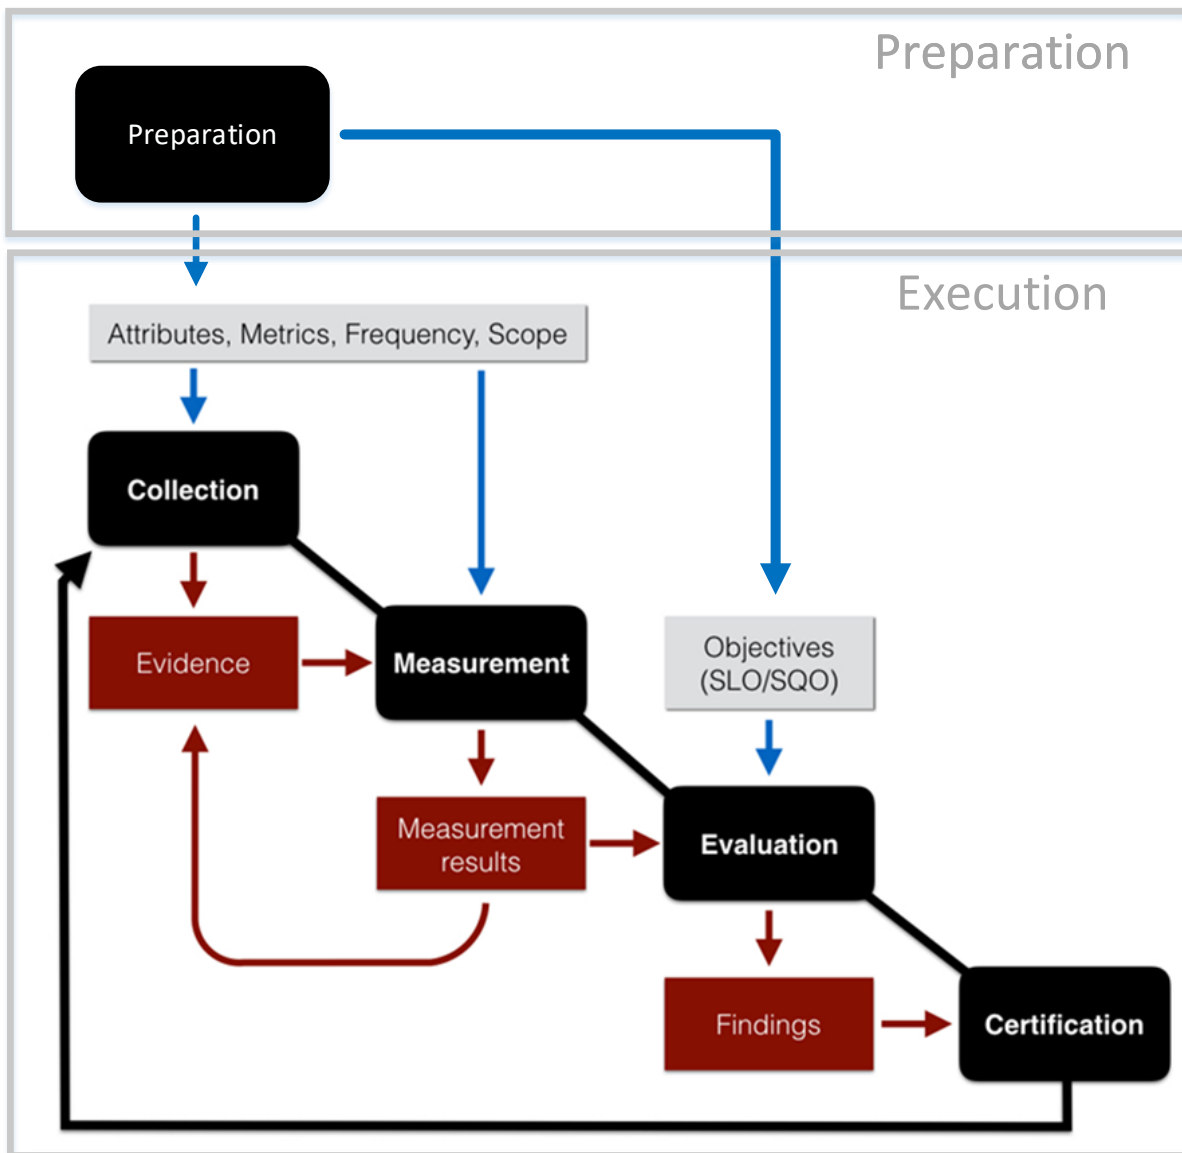 Preparation
Preparation
Execution
Attributes, Metrics, Frequency, Scope
Collection
Evidence
Measurement
Objectives
(SLO/SQO)
Measurement
results
Evaluation
Findings
Certification